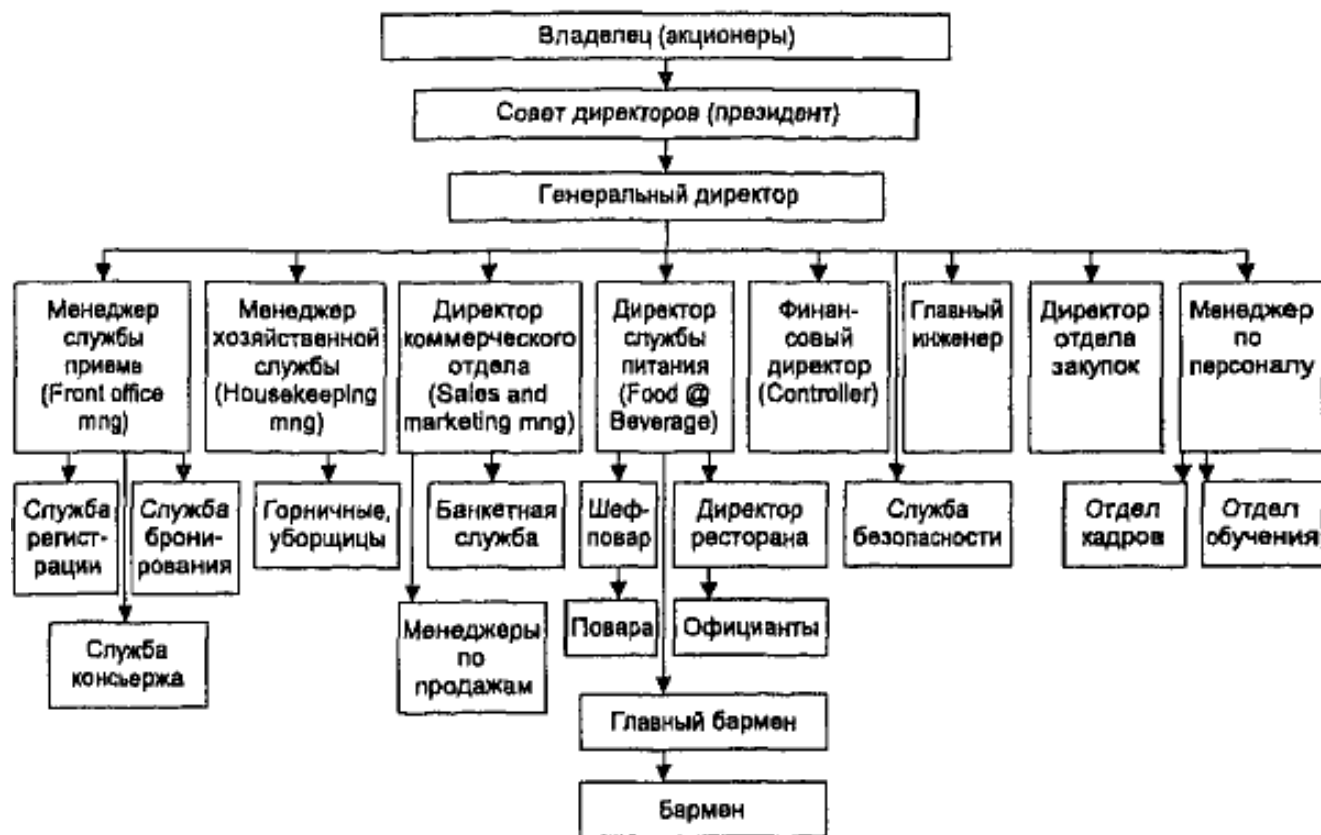 Владелец (акционеры)
Совет директоров (президент)
Генеральный директор
Менеджер
службы
приема
(Front office
mng)
Менеджер
хозяйственной
службы
(Housekeeping
mng)
Директор
коммерческого
отдела
(Sales and
marketing mng)
Директор
службы
питания
(Food @
Beverage)
Финан-
совый
директор
(Controller)
Главный
инженер
Директор
отдела
закупок
Менеджер
по
персоналу
Служба
регист-
рации
Служба
брони-
рования
Горничные,
уборщицы
Банкетная
служба
Шеф-
повар
Директор
ресторана
Служба
безопасности
Отдел
кадров
Отдел
обучения
Служба
консьержа
Менеджеры
по
продажам
Повара
Официанты
Главный бармен
Бармен